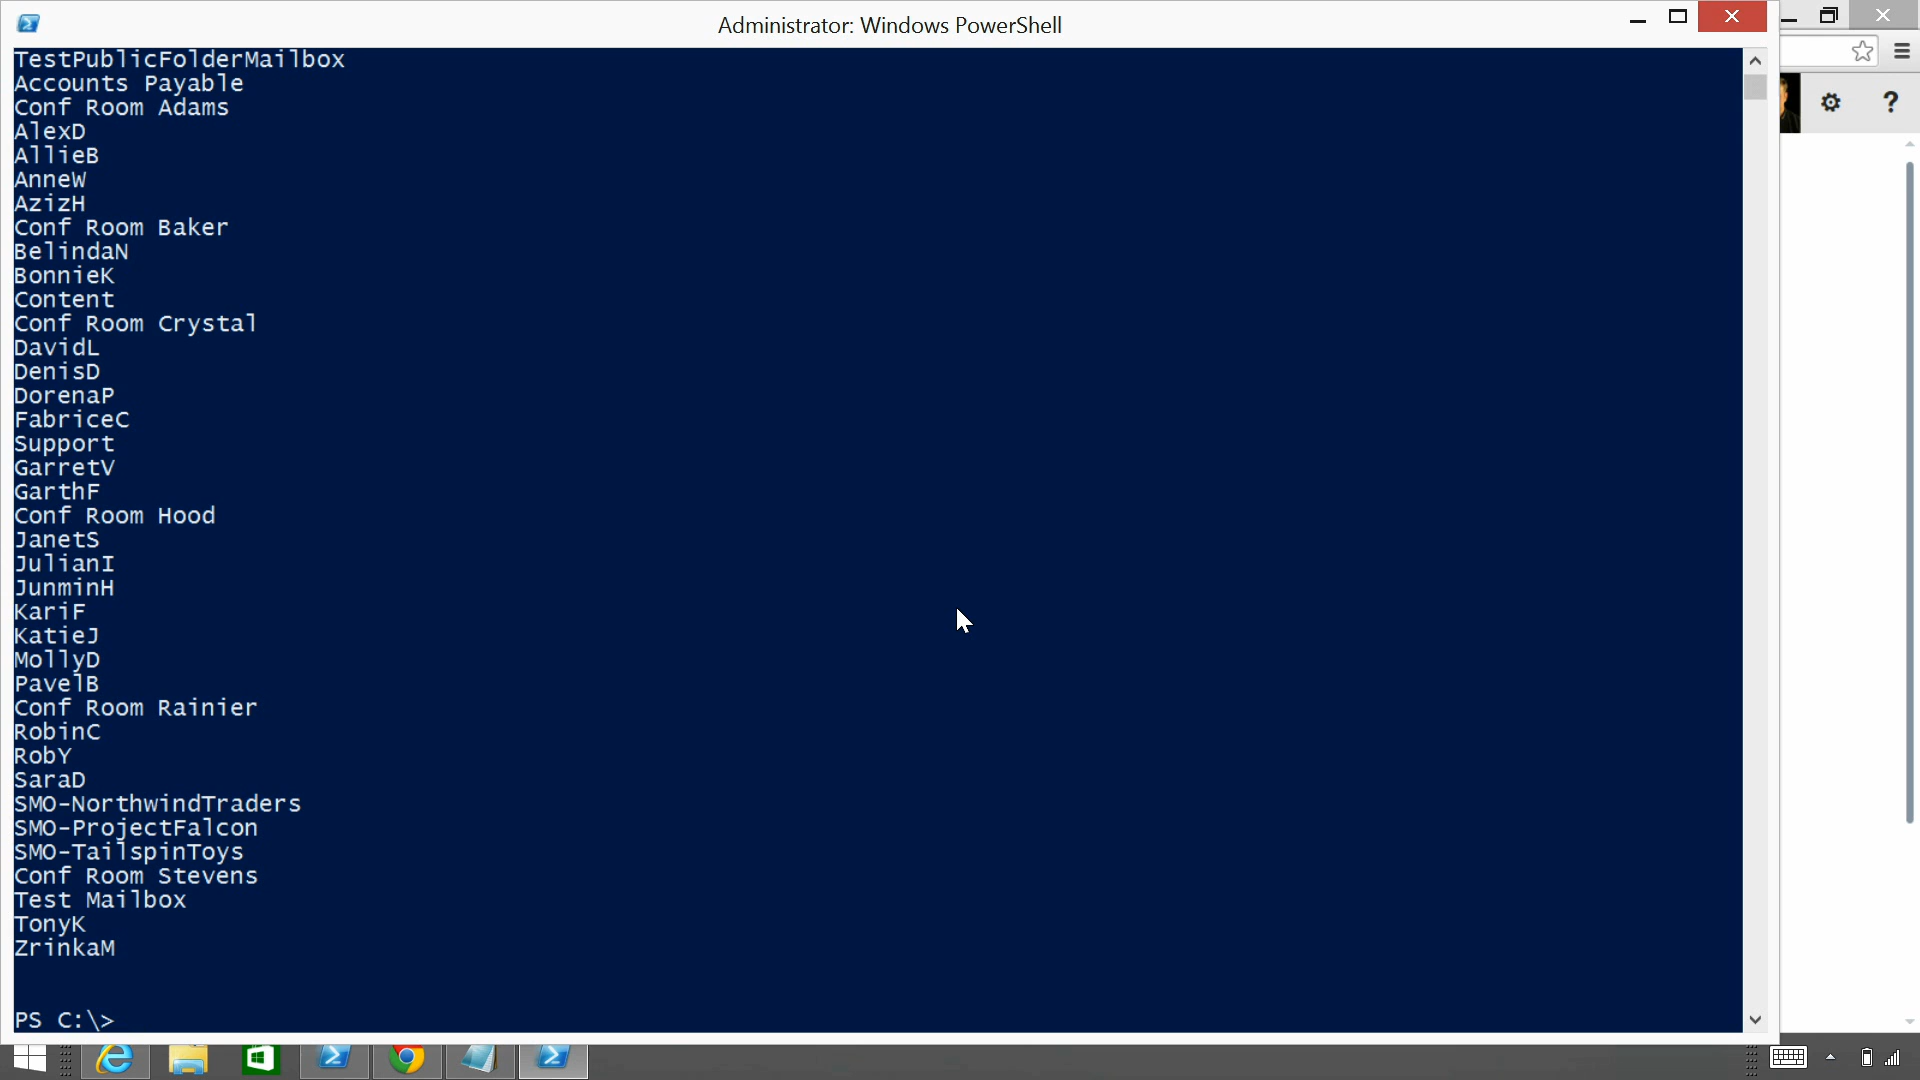 Administrator: Windows PowerShell
TestPublicFolderMailbox
Accounts Payable
Conf Room Adams
AlexD
AllieB
AnneW
AzizH
Conf Room Baker
BelindaN
BonnieK
Content
Conf Room Crystal
DavidL
DenisD
DorenaP
FabriceC
Support
GarretV
GarthF
Conf Room Hood
JanetS
JulianI
JunminH
KariF
KatieJ
MollyD
PavelB
Conf Room Rainier
RobinC
RobY
SaraD
SMO-NorthwindTraders
SMO-ProjectFalcon
SMO-TailspinToys
Conf Room Stevens
Test Mailbox
TonyK
ZrinkaM
PS C:\>
?